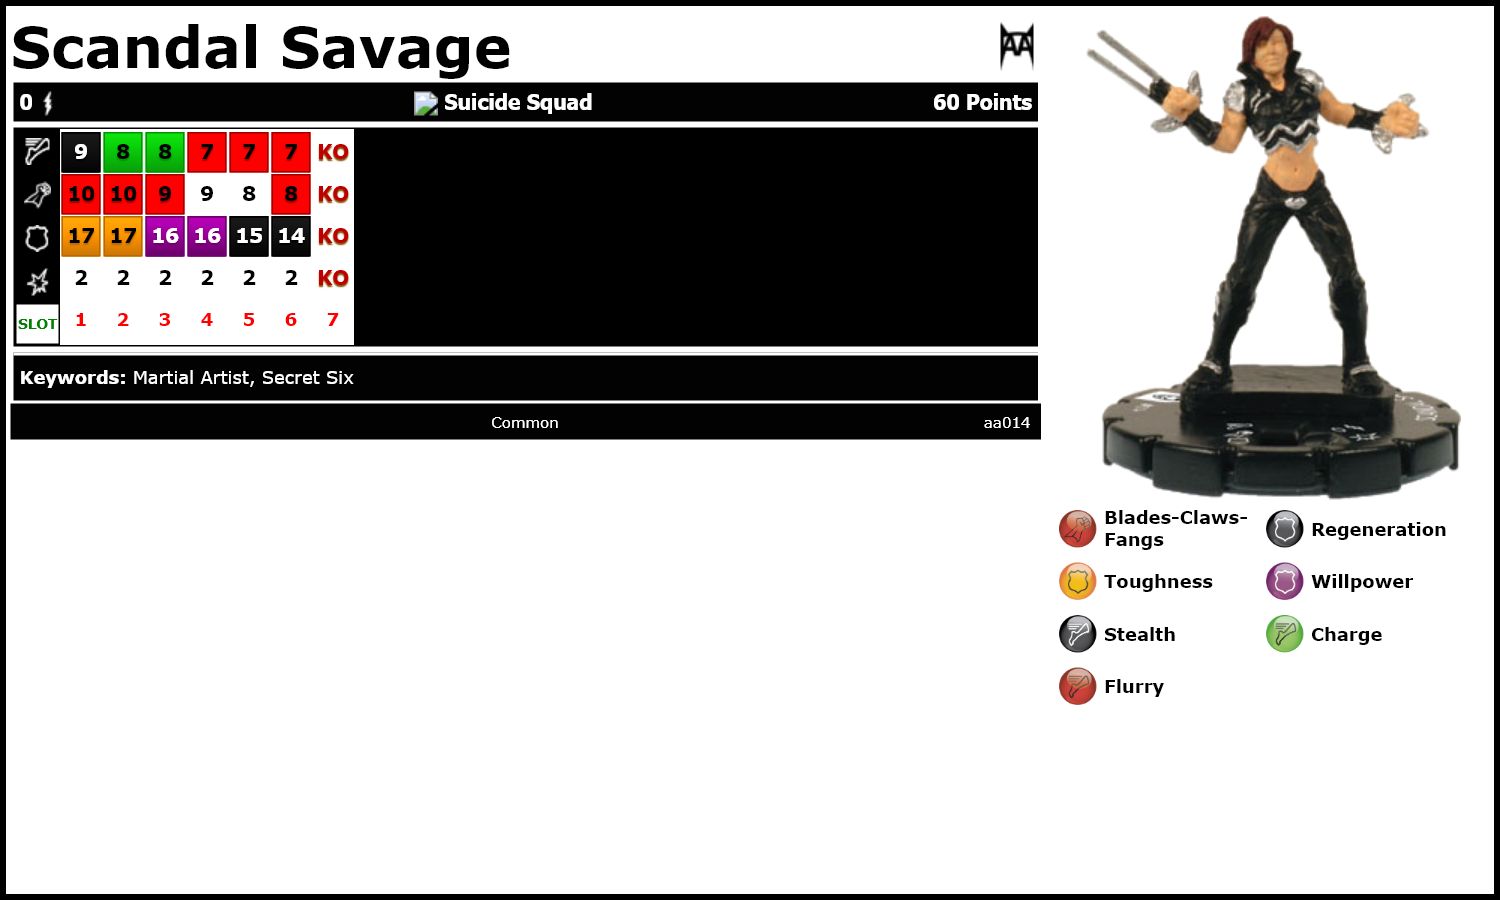 Scandal Savage
AA
0 Suicide Squad 60 Points
9 8 8 7 7 7 KO
10 10 9 9 8 8 KO
17 17 16 16 15 14 KO
2 2 2 2 2 2 KO
SLOT 1 2 3 4 5 6 7
Keywords: Martial Artist, Secret Six
Common aa014
Blades-Claws-
Fangs
Regeneration
Toughness
Willpower
Stealth
Charge
Flurry